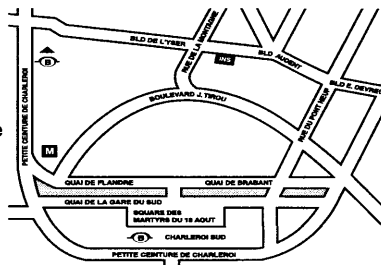 BLD DE L'YSER
RUE DE LA MONTAGNE
INS
BLD AUDENT
BLD E. DEVREU
B
PETITE CEINTURE DE CHARLEROI
BOULEVARD J. TIROU
RUE DU PONT NEUF
M
QUAI DE FLANDRE
QUAI DE BRABANT
QUAI DE LA GARE DU SUD
SQUARE DES
MARTYRS DU 18 AOUT
B
CHARLEROI SUD
PETITE CEINTURE DE CHARLEROI